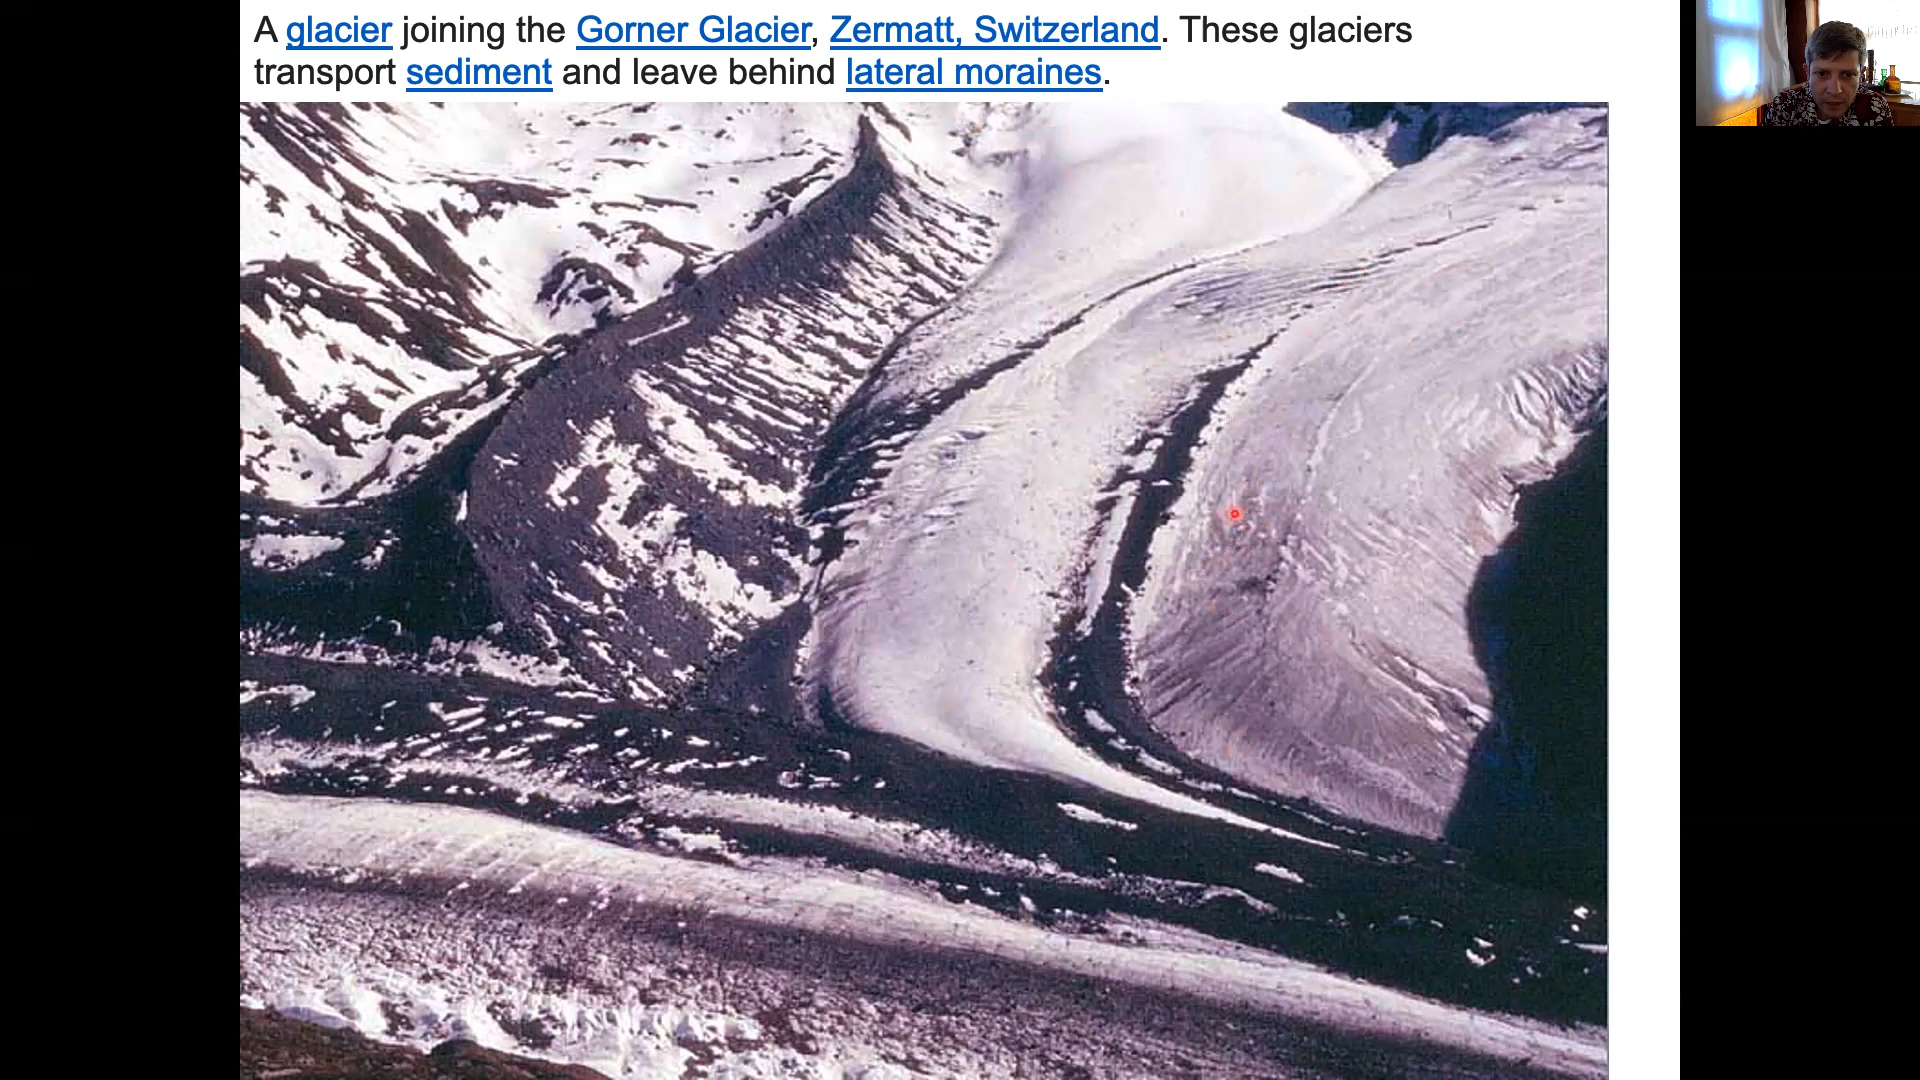 A glacier joining the Gorner Glacier, Zermatt, Switzerland. These glaciers
transport sediment and leave behind lateral moraines.